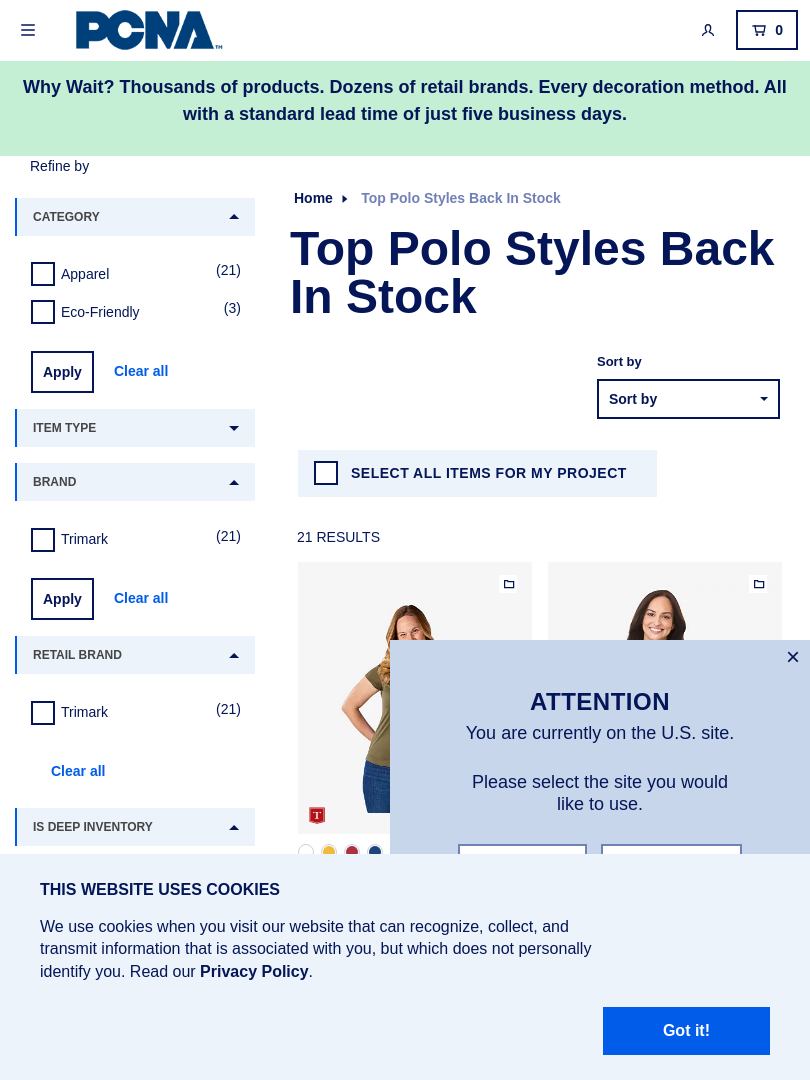 PCNA™
0
Why Wait? Thousands of products. Dozens of retail brands. Every decoration method. All
with a standard lead time of just five business days.
Refine by
CATEGORY
Apparel (21)
Eco-Friendly (3)
Apply Clear all
ITEM TYPE
BRAND
Trimark (21)
Apply Clear all
RETAIL BRAND
Trimark (21)
Clear all
IS DEEP INVENTORY
Home Top Polo Styles Back In Stock
Top Polo Styles Back
In Stock
Sort by
Sort by
SELECT ALL ITEMS FOR MY PROJECT
21 RESULTS
T
ATTENTION
You are currently on the U.S. site.
Please select the site you would
like to use.
THIS WEBSITE USES COOKIES
We use cookies when you visit our website that can recognize, collect, and
transmit information that is associated with you, but which does not personally
identify you. Read our Privacy Policy.
Got it!